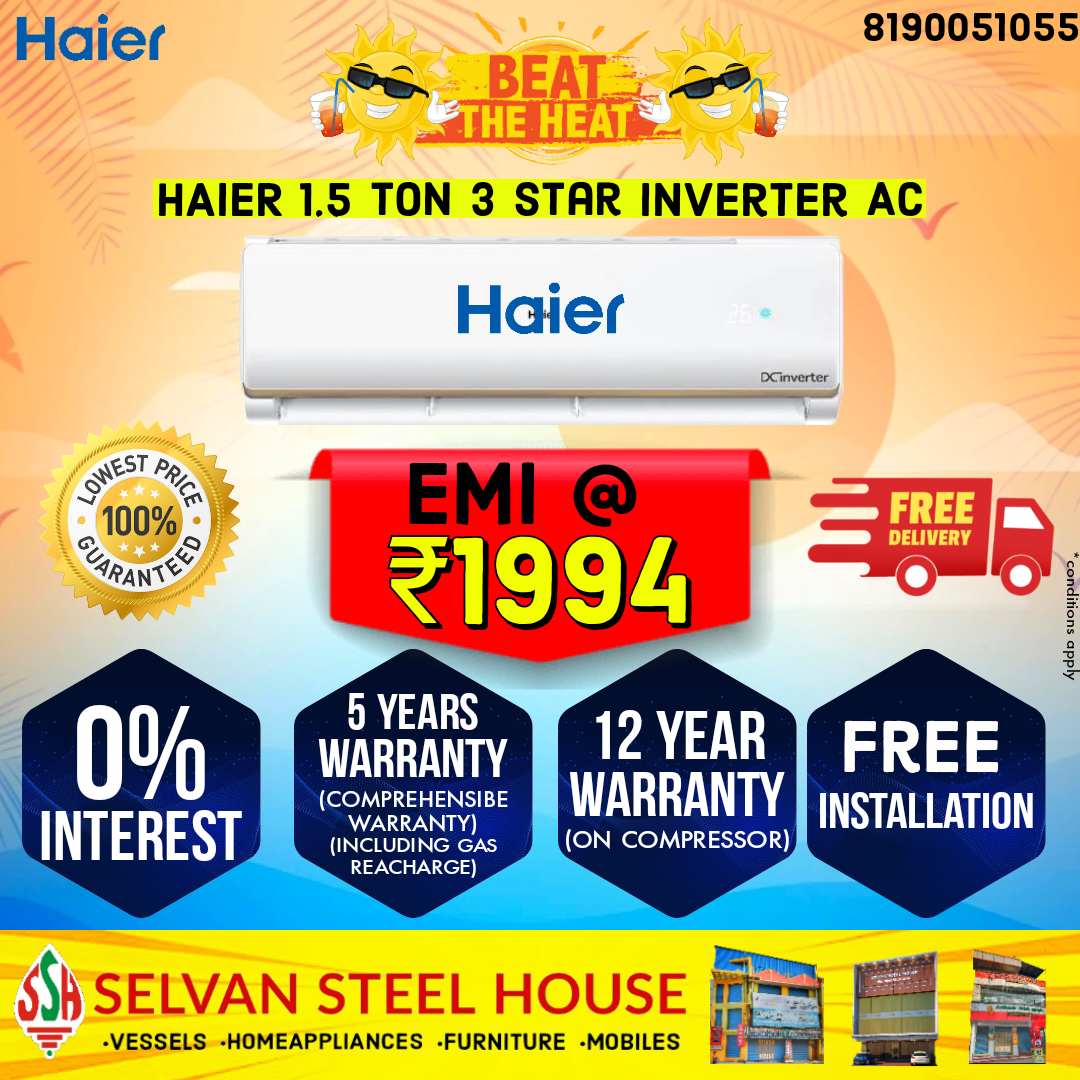 Haier
8190051055
BEAT
THE HEAT
HAIER 1.5 TON 3 STAR INVERTER AC
Haier
26
DC inverter
LOWEST PRICE
100%
GUARANTEED
EMI @
₹1994
FREE
DELIVERY
* conditions apply
0%
INTEREST
5 YEARS
WARRANTY
(COMPREHENSIBE
WARRANTY)
(INCLUDING GAS
REACHARGE)
12 YEAR
WARRANTY
(ON COMPRESSOR)
FREE
INSTALLATION
SSH
SELVAN STEEL HOUSE
•VESSELS •HOMEAPPLIANCES •FURNITURE •MOBILES